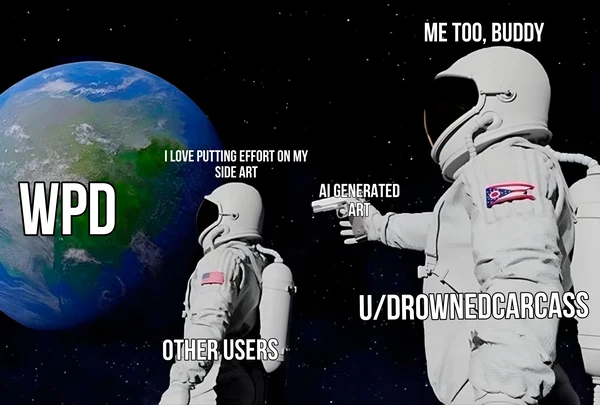 ME TOO, BUDDY
I LOVE PUTTING EFFORT ON MY
SIDE ART
AI GENERATED
ART
WPD
U/DROWNEDCARCASS
OTHER USERS